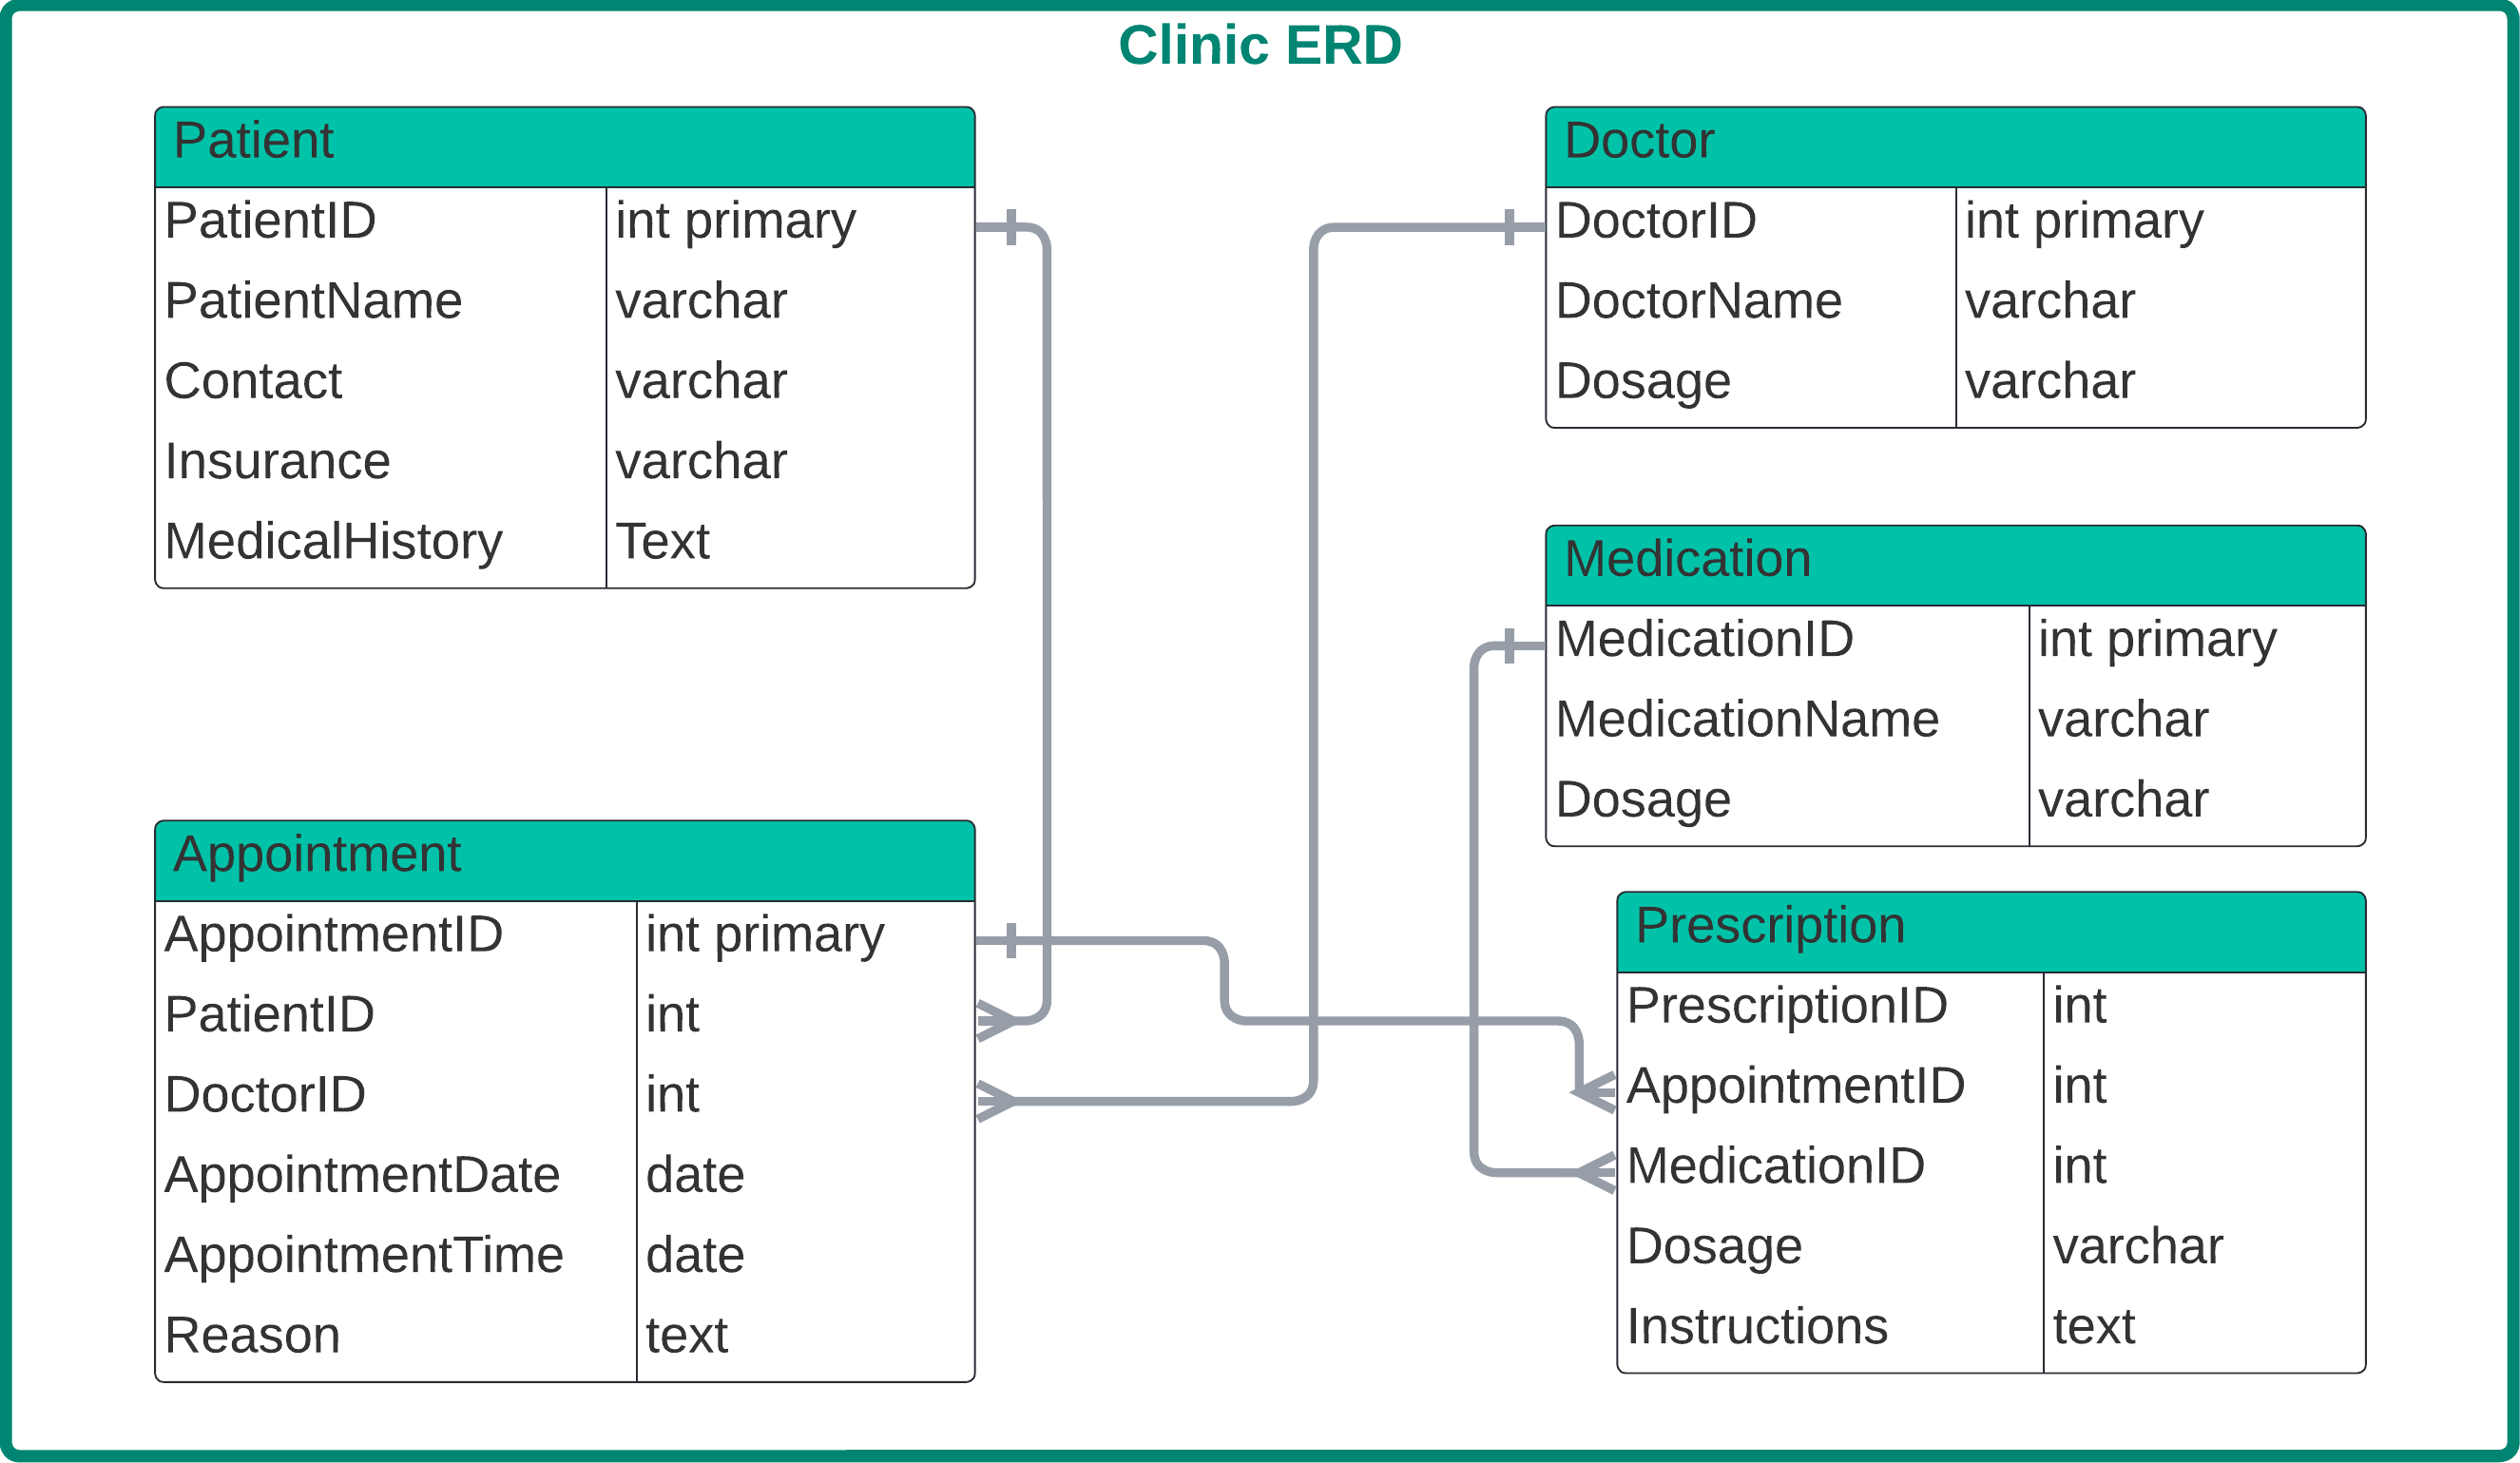 Clinic ERD
Patient
PatientID int primary
PatientName varchar
Contact varchar
Insurance varchar
MedicalHistory Text
Doctor
DoctorID int primary
DoctorName varchar
Dosage varchar
Medication
MedicationID int primary
MedicationName varchar
Dosage varchar
Appointment
AppointmentID int primary
PatientID int
DoctorID int
AppointmentDate date
AppointmentTime date
Reason text
Prescription
PrescriptionID int
AppointmentID int
MedicationID int
Dosage varchar
Instructions text